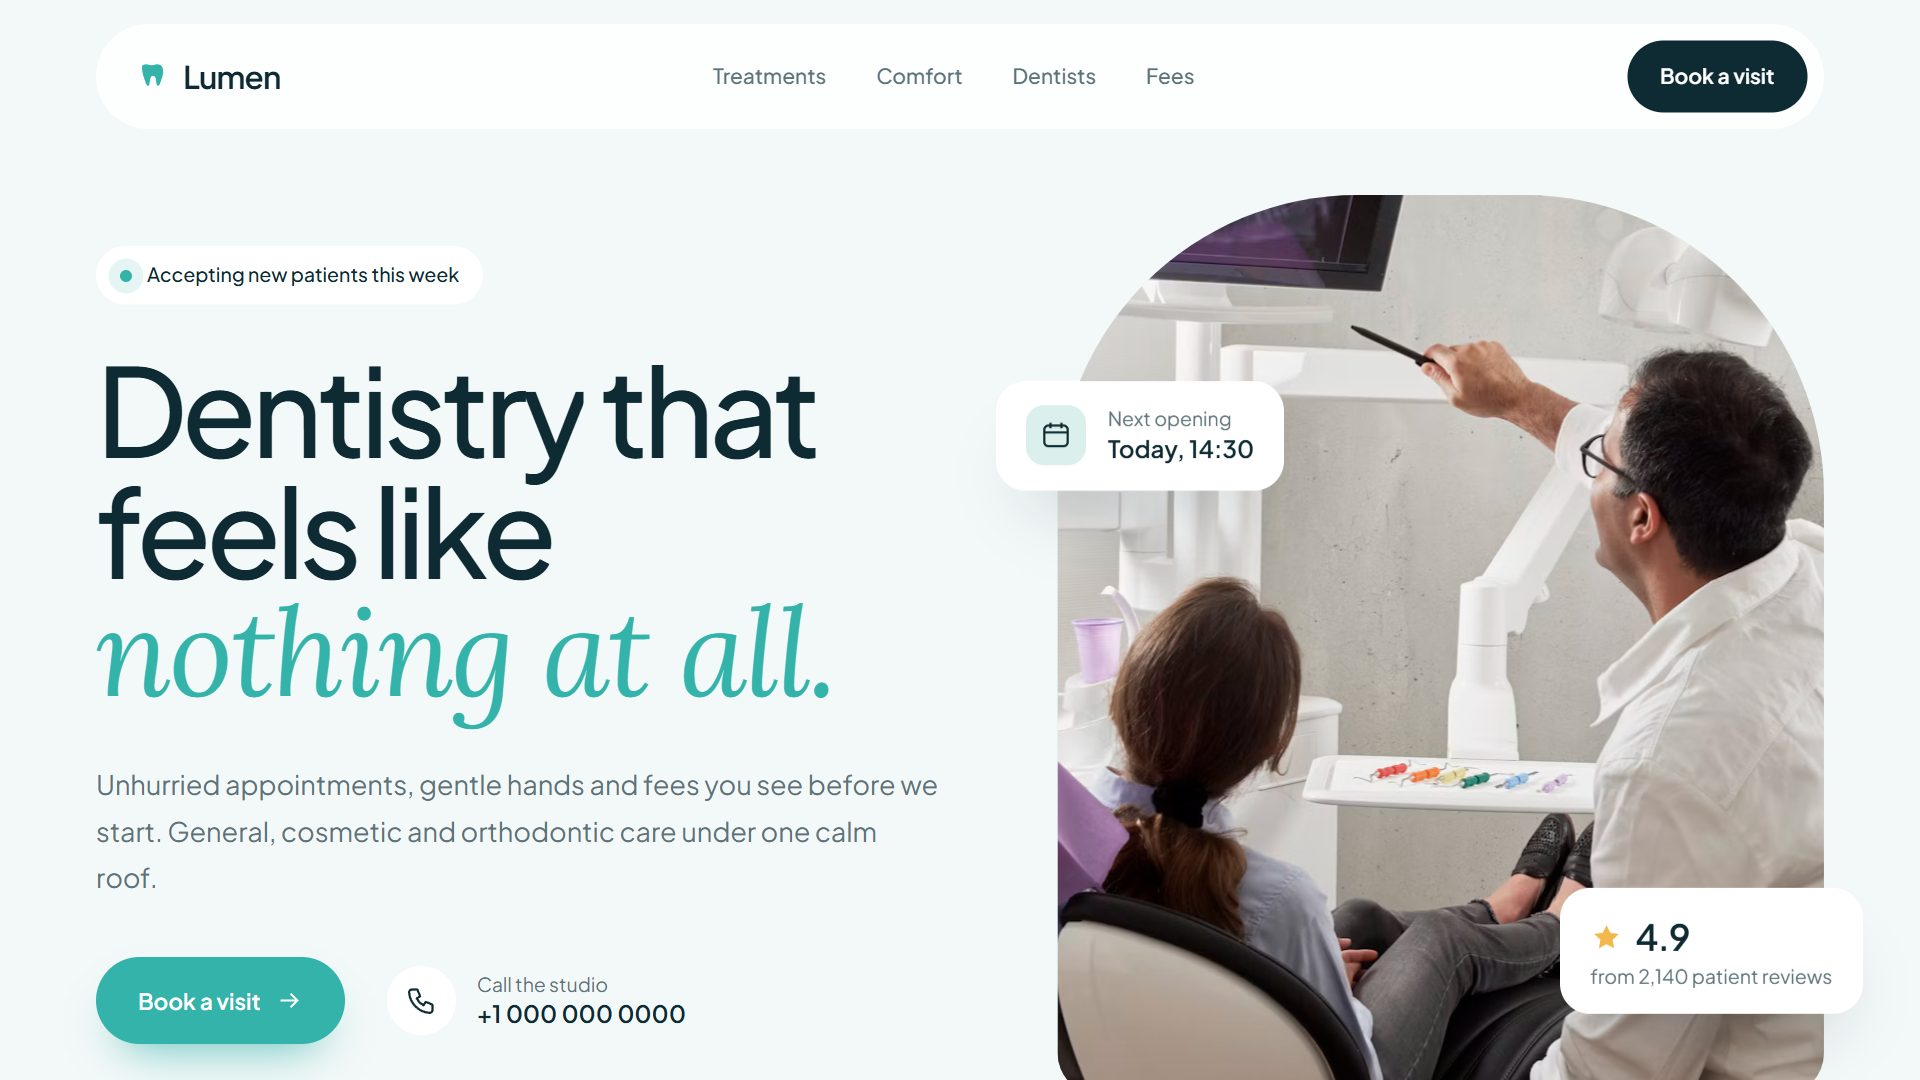 Lumen
Treatments
Comfort
Dentists
Fees
Book a visit
Accepting new patients this week
Dentistry that
feels like
nothing at all.
Unhurried appointments, gentle hands and fees you see before we
start. General, cosmetic and orthodontic care under one calm
roof.
Book a visit
Call the studio
+1 000 000 0000
Next opening
Today, 14:30
4.9
from 2,140 patient reviews